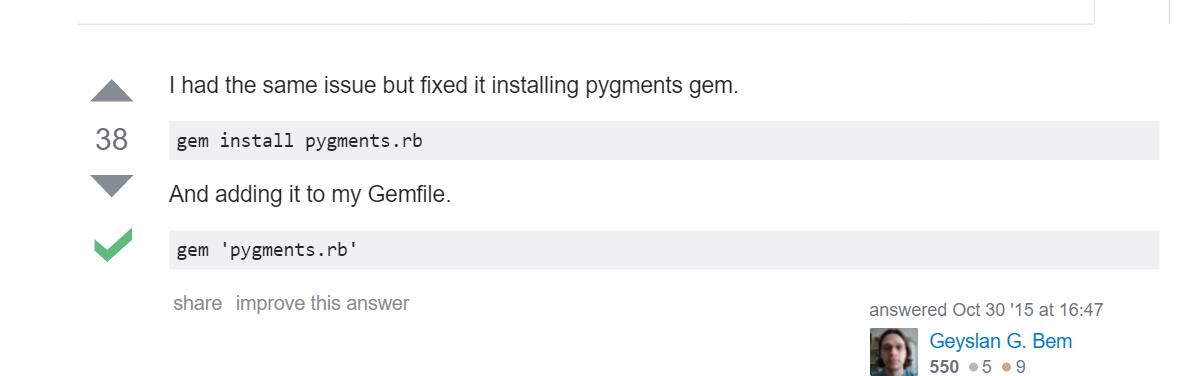 I had the same issue but fixed it installing pygments gem.
38
gem install pygments.rb
And adding it to my Gemfile.
gem 'pygments.rb'
share improve this answer
answered Oct 30 '15 at 16:47
Geyslan G. Bem
550 5 9